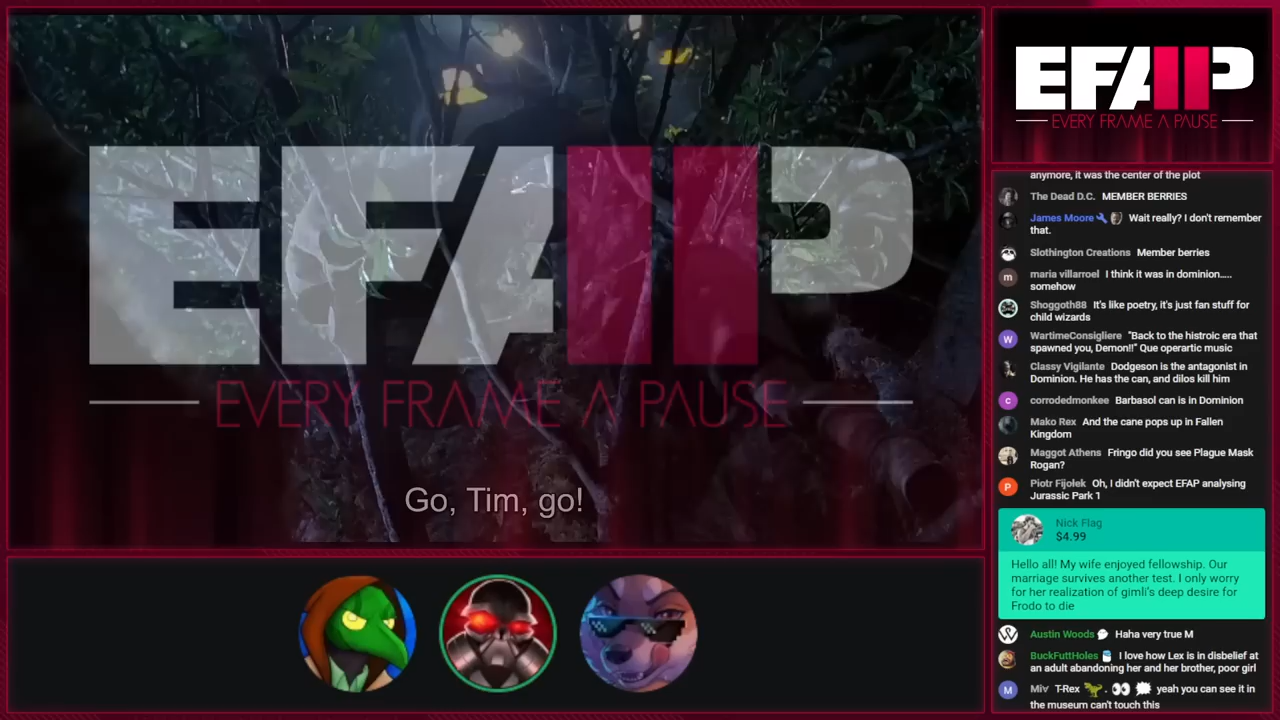 EFAP
EVERY FRAME A PAUSE
Go, Tim, go!
EFAP
EVERY FRAME A PAUSE
anymore, it was the center of the plot
The Dead D.C. MEMBER BERRIES
James Moore Wait really? I don't remember
that.
Slothington Creations Member berries
m
maria villarroel I think it was in dominion.....
somehow
Shoggoth88 It's like poetry, it's just fan stuff for
child wizards
W
WartimeConsigliere "Back to the histroic era that
spawned you, Demon!!" Que operartic music
Classy Vigilante Dodgeson is the antagonist in
Dominion. He has the can, and dilos kill him
c
corrodedmonkee Barbasol can is in Dominion
Mako Rex And the cane pops up in Fallen
Kingdom
Maggot Athens Fringo did you see Plague Mask
Rogan?
P
Piotr Fijołek Oh, I didn't expect EFAP analysing
Jurassic Park 1
Nick Flag
$4.99
Hello all! My wife enjoyed fellowship. Our
marriage survives another test. I only worry
for her realization of gimli's deep desire for
Frodo to die
Austin Woods Haha very true M
BuckFuttHoles I love how Lex is in disbelief at
an adult abandoning her and her brother, poor girl
M
Miv T-Rex 🦖 . 👀 yeah you can see it in
the museum can't touch this